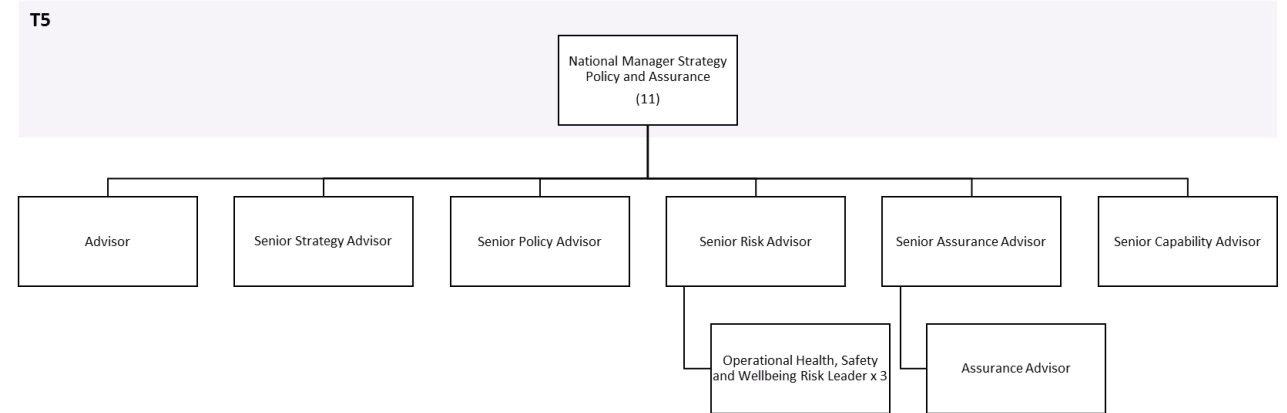 T5
National Manager Strategy
Policy and Assurance
(11)
Advisor
Senior Strategy Advisor
Senior Policy Advisor
Senior Risk Advisor
Senior Assurance Advisor
Senior Capability Advisor
Operational Health, Safety
and Wellbeing Risk Leader x 3
Assurance Advisor